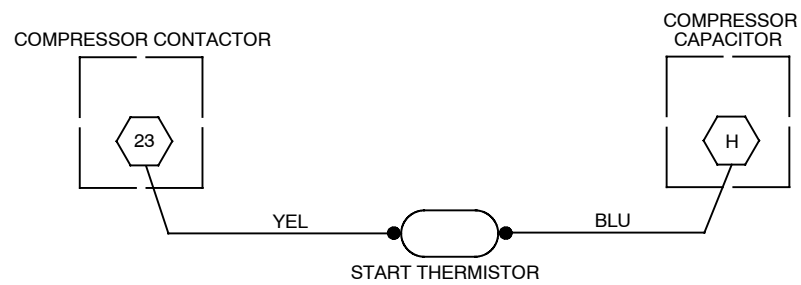 COMPRESSOR CONTACTOR
COMPRESSOR
CAPACITOR
23
H
YEL
BLU
START THERMISTOR